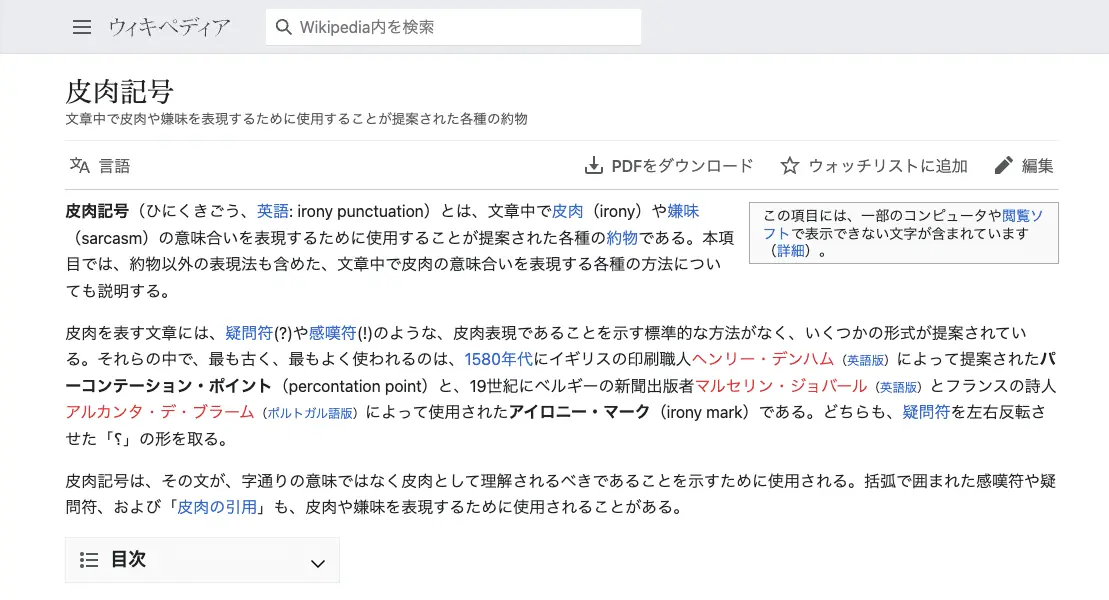 ウィキペディア
Wikipedia内を検索
皮肉記号
文章中で皮肉や嫌味を表現するために使用することが提案された各種の約物
言語
PDFをダウンロード
ウォッチリストに追加
編集
皮肉記号（ひにくきごう、英語: irony punctuation）とは、文章中で皮肉（irony）や嫌味
（sarcasm）の意味合いを表現するために使用することが提案された各種の約物である。本項
目では、約物以外の表現法も含めた、文章中で皮肉の意味合いを表現する各種の方法につい
ても説明する。
この項目には、一部のコンピュータや閲覧ソ
フトで表示できない文字が含まれています
（詳細）。
皮肉を表す文章には、疑問符(?)や感嘆符(!)のような、皮肉表現であることを示す標準的な方法がなく、いくつかの形式が提案されてい
る。それらの中で、最も古く、最もよく使われるのは、1580年代にイギリスの印刷職人ヘンリー・デンハム（英語版）によって提案されたパ
ーコンテーション・ポイント（percontation point）と、19世紀にベルギーの新聞出版者マルセリン・ジョバール（英語版）とフランスの詩人
アルカンタ・デ・ブラーム（ポルトガル語版）によって使用されたアイロニー・マーク（irony mark）である。どちらも、疑問符を左右反転さ
せた「⸮」の形を取る。
皮肉記号は、その文が、字通りの意味ではなく皮肉として理解されるべきであることを示すために使用される。括弧で囲まれた感嘆符や疑
問符、および「皮肉の引用」も、皮肉や嫌味を表現するために使用されることがある。
目次